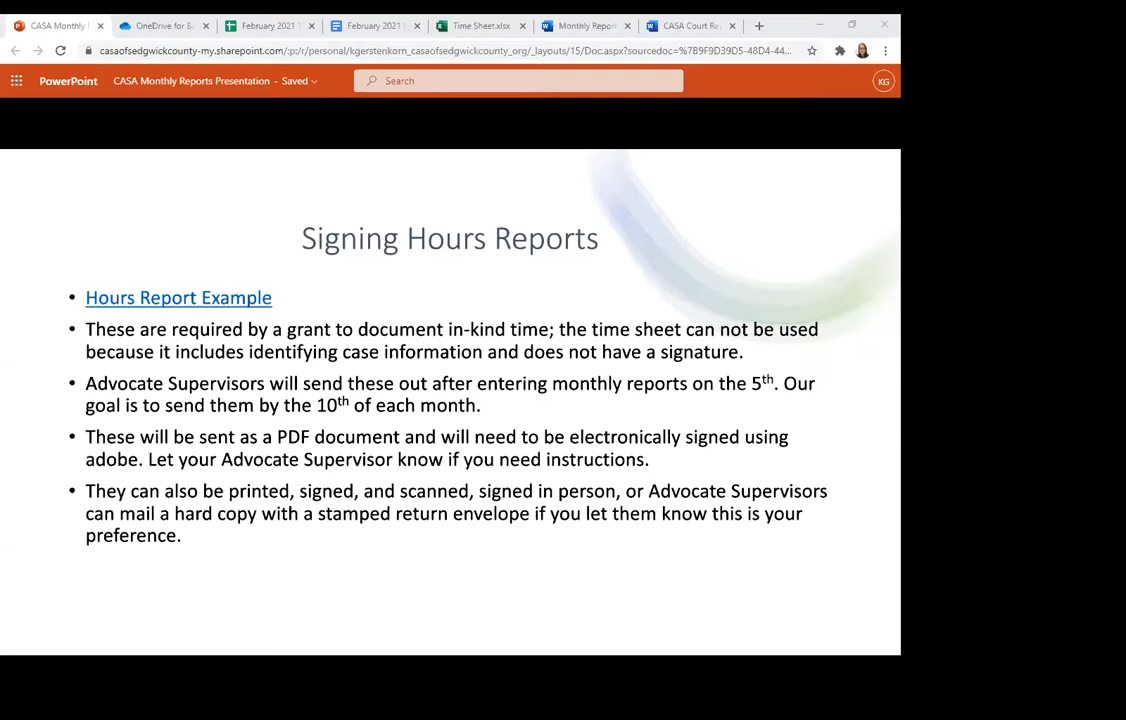 CASA Monthly
OneDrive for Bu
February 2021 T
February 2021
Time Sheet.xlsx
Monthly Report
CASA Court Re
casaofsedgwickcounty-my.sharepoint.com/:p:/r/personal/kgerstenkorn_casaofsedgwickcounty_org/_layouts/15/Doc.aspx?sourcedoc=%7B9F9D39D5-48D4-44...
PowerPoint CASA Monthly Reports Presentation - Saved
Search
KG
Signing Hours Reports
• Hours Report Example
• These are required by a grant to document in-kind time; the time sheet can not be used
because it includes identifying case information and does not have a signature.
• Advocate Supervisors will send these out after entering monthly reports on the 5th. Our
goal is to send them by the 10th of each month.
• These will be sent as a PDF document and will need to be electronically signed using
adobe. Let your Advocate Supervisor know if you need instructions.
• They can also be printed, signed, and scanned, signed in person, or Advocate Supervisors
can mail a hard copy with a stamped return envelope if you let them know this is your
preference.